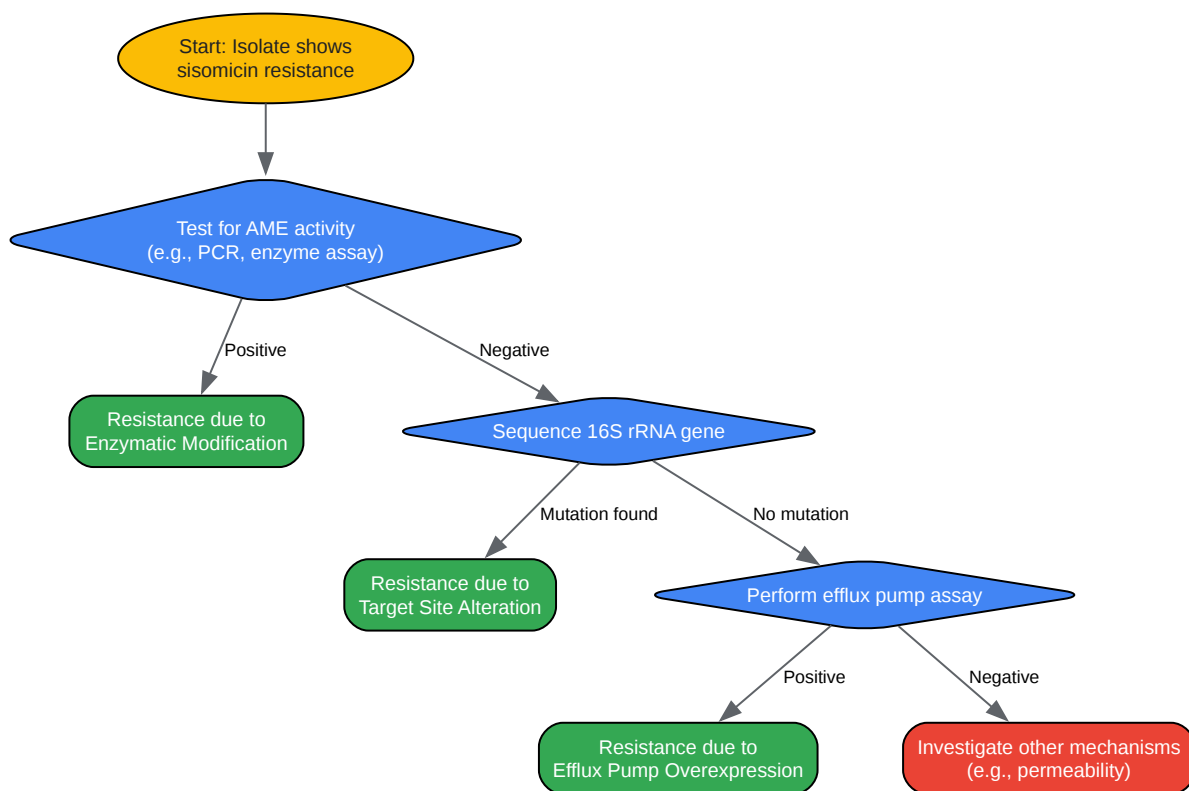 Start: Isolate shows
sisomicin resistance
Test for AME activity
(e.g., PCR, enzyme assay)
Positive
Negative
Resistance due to
Enzymatic Modification
Sequence 16S rRNA gene
Mutation found
No mutation
Resistance due to
Target Site Alteration
Perform efflux pump assay
Positive
Negative
Resistance due to
Efflux Pump Overexpression
Investigate other mechanisms
(e.g., permeability)